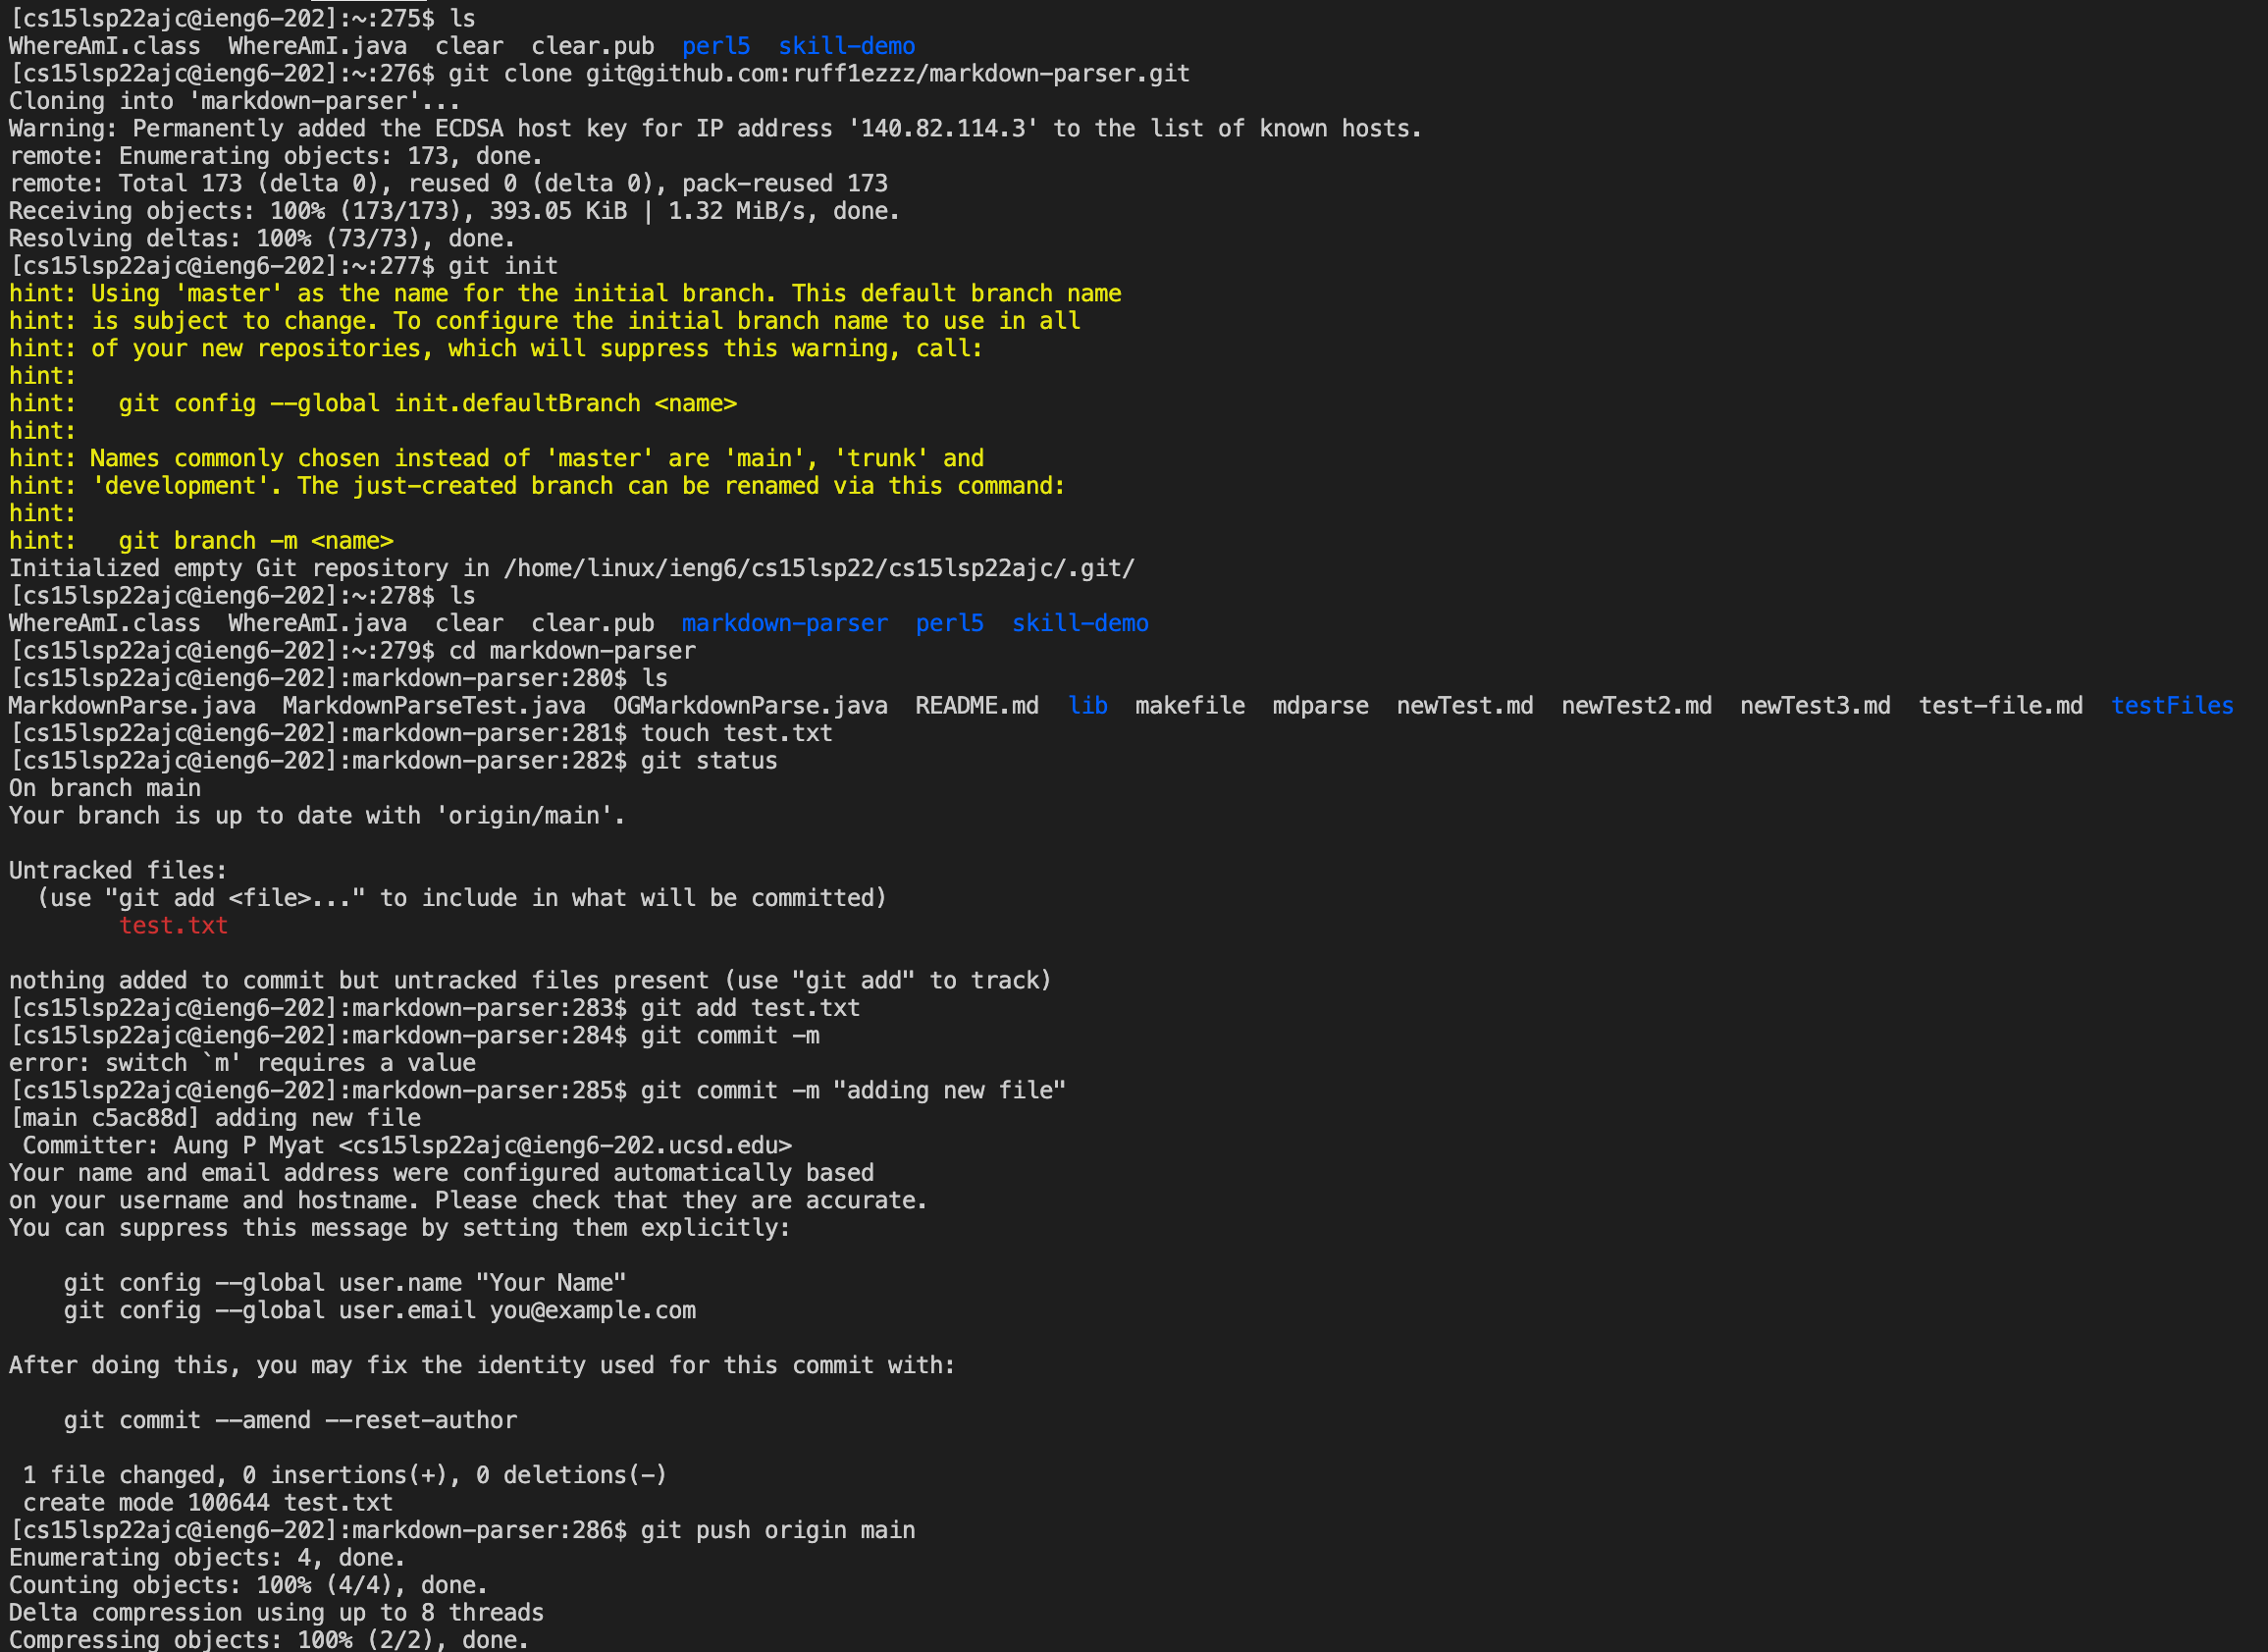 [cs15lsp22ajc@ieng6-202]:~:275$ ls
WhereAmI.class  WhereAmI.java  clear  clear.pub  perl5  skill-demo
[cs15lsp22ajc@ieng6-202]:~:276$ git clone git@github.com:ruff1ezzz/markdown-parser.git
Cloning into 'markdown-parser'...
Warning: Permanently added the ECDSA host key for IP address '140.82.114.3' to the list of known hosts.
remote: Enumerating objects: 173, done.
remote: Total 173 (delta 0), reused 0 (delta 0), pack-reused 173
Receiving objects: 100% (173/173), 393.05 KiB | 1.32 MiB/s, done.
Resolving deltas: 100% (73/73), done.
[cs15lsp22ajc@ieng6-202]:~:277$ git init
hint: Using 'master' as the name for the initial branch. This default branch name
hint: is subject to change. To configure the initial branch name to use in all
hint: of your new repositories, which will suppress this warning, call:
hint:
hint:   git config --global init.defaultBranch <name>
hint:
hint: Names commonly chosen instead of 'master' are 'main', 'trunk' and
hint: 'development'. The just-created branch can be renamed via this command:
hint:
hint:   git branch -m <name>
Initialized empty Git repository in /home/linux/ieng6/cs15lsp22/cs15lsp22ajc/.git/
[cs15lsp22ajc@ieng6-202]:~:278$ ls
WhereAmI.class  WhereAmI.java  clear  clear.pub  markdown-parser  perl5  skill-demo
[cs15lsp22ajc@ieng6-202]:~:279$ cd markdown-parser
[cs15lsp22ajc@ieng6-202]:markdown-parser:280$ ls
MarkdownParse.java  MarkdownParseTest.java  OGMarkdownParse.java  README.md  lib  makefile  mdparse  newTest.md  newTest2.md  newTest3.md  test-file.md  testFiles
[cs15lsp22ajc@ieng6-202]:markdown-parser:281$ touch test.txt
[cs15lsp22ajc@ieng6-202]:markdown-parser:282$ git status
On branch main
Your branch is up to date with 'origin/main'.

Untracked files:
  (use "git add <file>..." to include in what will be committed)
        test.txt

nothing added to commit but untracked files present (use "git add" to track)
[cs15lsp22ajc@ieng6-202]:markdown-parser:283$ git add test.txt
[cs15lsp22ajc@ieng6-202]:markdown-parser:284$ git commit -m
error: switch `m' requires a value
[cs15lsp22ajc@ieng6-202]:markdown-parser:285$ git commit -m "adding new file"
[main c5ac88d] adding new file
 Committer: Aung P Myat <cs15lsp22ajc@ieng6-202.ucsd.edu>
Your name and email address were configured automatically based
on your username and hostname. Please check that they are accurate.
You can suppress this message by setting them explicitly:

    git config --global user.name "Your Name"
    git config --global user.email you@example.com

After doing this, you may fix the identity used for this commit with:

    git commit --amend --reset-author

 1 file changed, 0 insertions(+), 0 deletions(-)
 create mode 100644 test.txt
[cs15lsp22ajc@ieng6-202]:markdown-parser:286$ git push origin main
Enumerating objects: 4, done.
Counting objects: 100% (4/4), done.
Delta compression using up to 8 threads
Compressing objects: 100% (2/2), done.